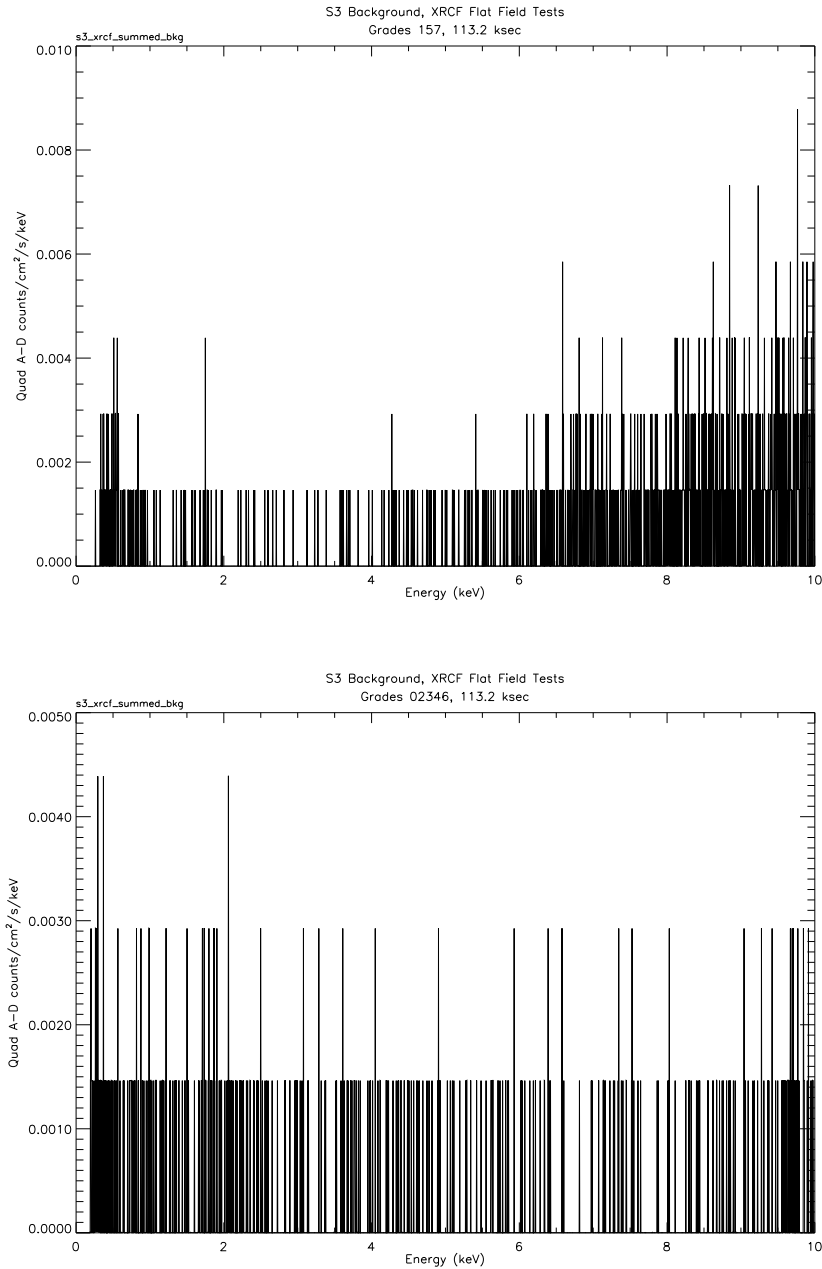 S3 Background, XRCF Flat Field Tests
Grades 157, 113.2 ksec
s3_xrcf_summed_bkg
0.010
0.008
0.006
0.004
0.002
0.000
Quad A-D counts/cm²/s/keV
0 2 4 6 8 10
Energy (keV)
S3 Background, XRCF Flat Field Tests
Grades 02346, 113.2 ksec
s3_xrcf_summed_bkg
0.0050
0.0040
0.0030
0.0020
0.0010
0.0000
Quad A-D counts/cm²/s/keV
0 2 4 6 8 10
Energy (keV)